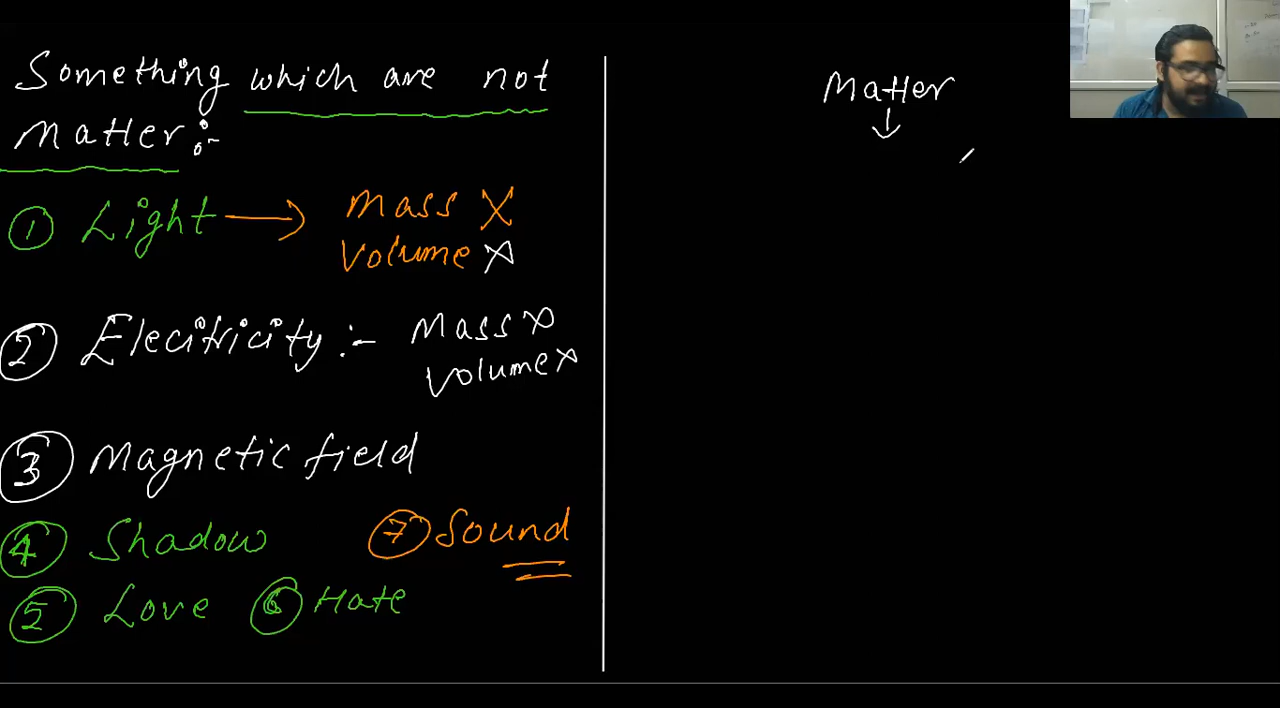 Something which are not
Matter :-
① Light → Mass X
Volume X
② Electricity :- Mass X
Volume X
③ Magnetic field
④ Shadow ⑦ Sound
⑤ Love ⑥ Hate
Matter